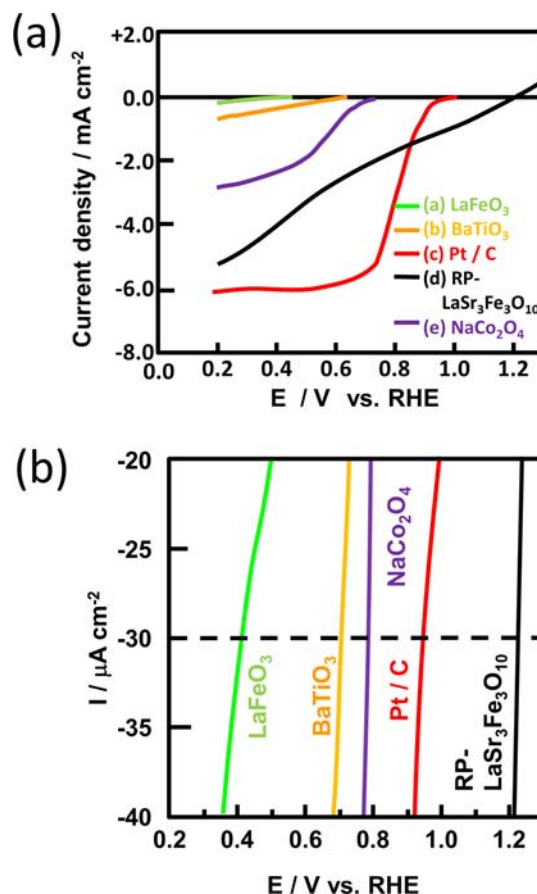 (a)
Current density / mA cm⁻²
+2.0
0.0
-2.0
-4.0
-6.0
-8.0
(a) LaFeO₃
(b) BaTiO₃
(c) Pt / C
(d) RP-
LaSr₃Fe₃O₁₀
(e) NaCo₂O₄
0.0 0.2 0.4 0.6 0.8 1.0 1.2
E / V vs. RHE
(b)
I / μA cm⁻²
-20
-25
-30
-35
-40
LaFeO₃
BaTiO₃
NaCo₂O₄
Pt / C
RP-
LaSr₃Fe₃O₁₀
0.2 0.4 0.6 0.8 1.0 1.2
E / V vs. RHE